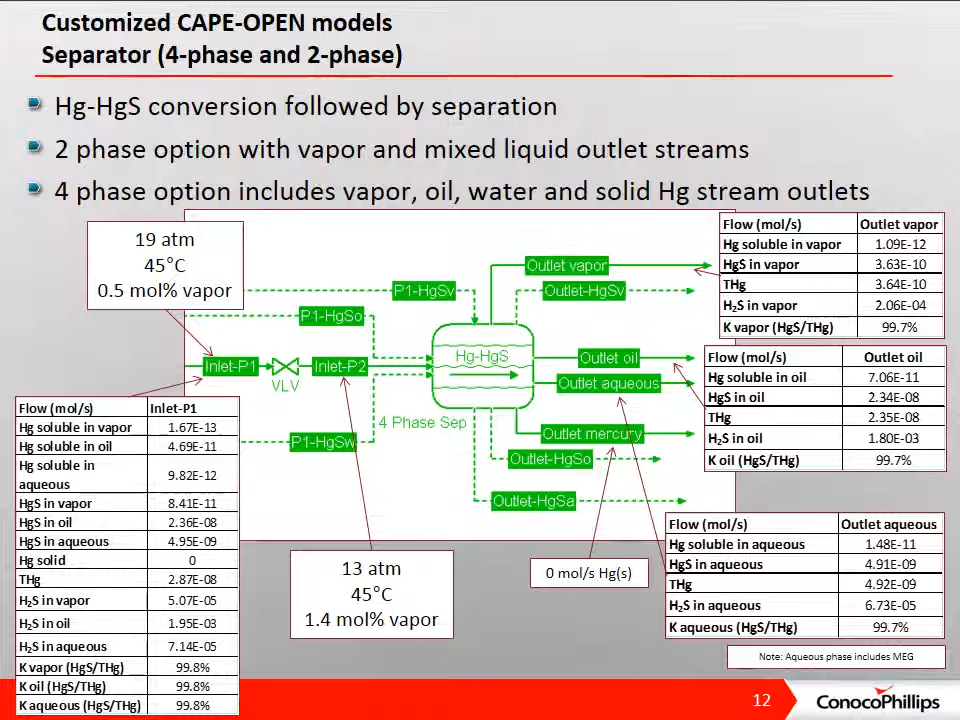 Customized CAPE-OPEN models
Separator (4-phase and 2-phase)
Hg-HgS conversion followed by separation
2 phase option with vapor and mixed liquid outlet streams
4 phase option includes vapor, oil, water and solid Hg stream outlets
19 atm
45°C
0.5 mol% vapor
P1-HgSv
P1-HgSo
Inlet-P1
VLV
Inlet-P2
P1-HgSw
Hg-HgS
4 Phase Sep
Outlet vapor
Outlet-HgSv
Outlet oil
Outlet aqueous
Outlet mercury
Outlet-HgSo
Outlet-HgSa
Flow (mol/s) Outlet vapor
Hg soluble in vapor 1.09E-12
HgS in vapor 3.63E-10
THg 3.64E-10
H₂S in vapor 2.06E-04
K vapor (HgS/THg) 99.7%
Flow (mol/s) Outlet oil
Hg soluble in oil 7.06E-11
HgS in oil 2.34E-08
THg 2.35E-08
H₂S in oil 1.80E-03
K oil (HgS/THg) 99.7%
Flow (mol/s) Inlet-P1
Hg soluble in vapor 1.67E-13
Hg soluble in oil 4.69E-11
Hg soluble in
aqueous 9.82E-12
HgS in vapor 8.41E-11
HgS in oil 2.36E-08
HgS in aqueous 4.95E-09
Hg solid 0
THg 2.87E-08
H₂S in vapor 5.07E-05
H₂S in oil 1.95E-03
H₂S in aqueous 7.14E-05
K vapor (HgS/THg) 99.8%
K oil (HgS/THg) 99.8%
K aqueous (HgS/THg) 99.8%
13 atm
45°C
1.4 mol% vapor
0 mol/s Hg(s)
Flow (mol/s) Outlet aqueous
Hg soluble in aqueous 1.48E-11
HgS in aqueous 4.91E-09
THg 4.92E-09
H₂S in aqueous 6.73E-05
K aqueous (HgS/THg) 99.7%
Note: Aqueous phase includes MEG
12
ConocoPhillips